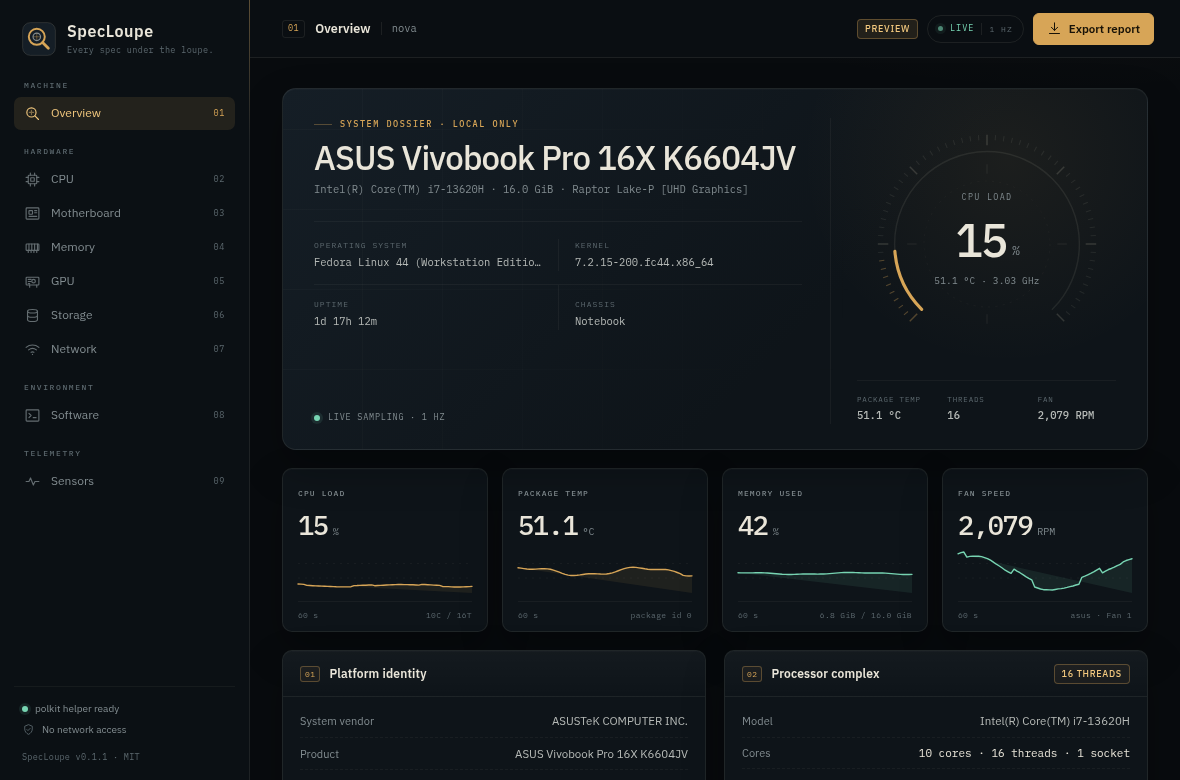 SpecLoupe
Every spec under the loupe.
MACHINE
Overview 01
HARDWARE
CPU 02
Motherboard 03
Memory 04
GPU 05
Storage 06
Network 07
ENVIRONMENT
Software 08
TELEMETRY
Sensors 09
polkit helper ready
No network access
SpecLoupe v0.1.1 · MIT
01 Overview nova
PREVIEW LIVE 1 HZ Export report
SYSTEM DOSSIER · LOCAL ONLY
ASUS Vivobook Pro 16X K6604JV
Intel(R) Core(TM) i7-13620H · 16.0 GiB · Raptor Lake-P [UHD Graphics]
OPERATING SYSTEM KERNEL
Fedora Linux 44 (Workstation Editio… 7.2.15-200.fc44.x86_64
UPTIME CHASSIS
1d 17h 12m Notebook
LIVE SAMPLING · 1 HZ
CPU LOAD
15 %
51.1 °C · 3.03 GHz
PACKAGE TEMP THREADS FAN
51.1 °C 16 2,079 RPM
CPU LOAD
15 %
60 s 10C / 16T
PACKAGE TEMP
51.1 °C
60 s package id 0
MEMORY USED
42 %
60 s 6.8 GiB / 16.0 GiB
FAN SPEED
2,079 RPM
60 s asus · Fan 1
01 Platform identity
System vendor ASUSTeK COMPUTER INC.
Product ASUS Vivobook Pro 16X K6604JV
02 Processor complex 16 THREADS
Model Intel(R) Core(TM) i7-13620H
Cores 10 cores · 16 threads · 1 socket